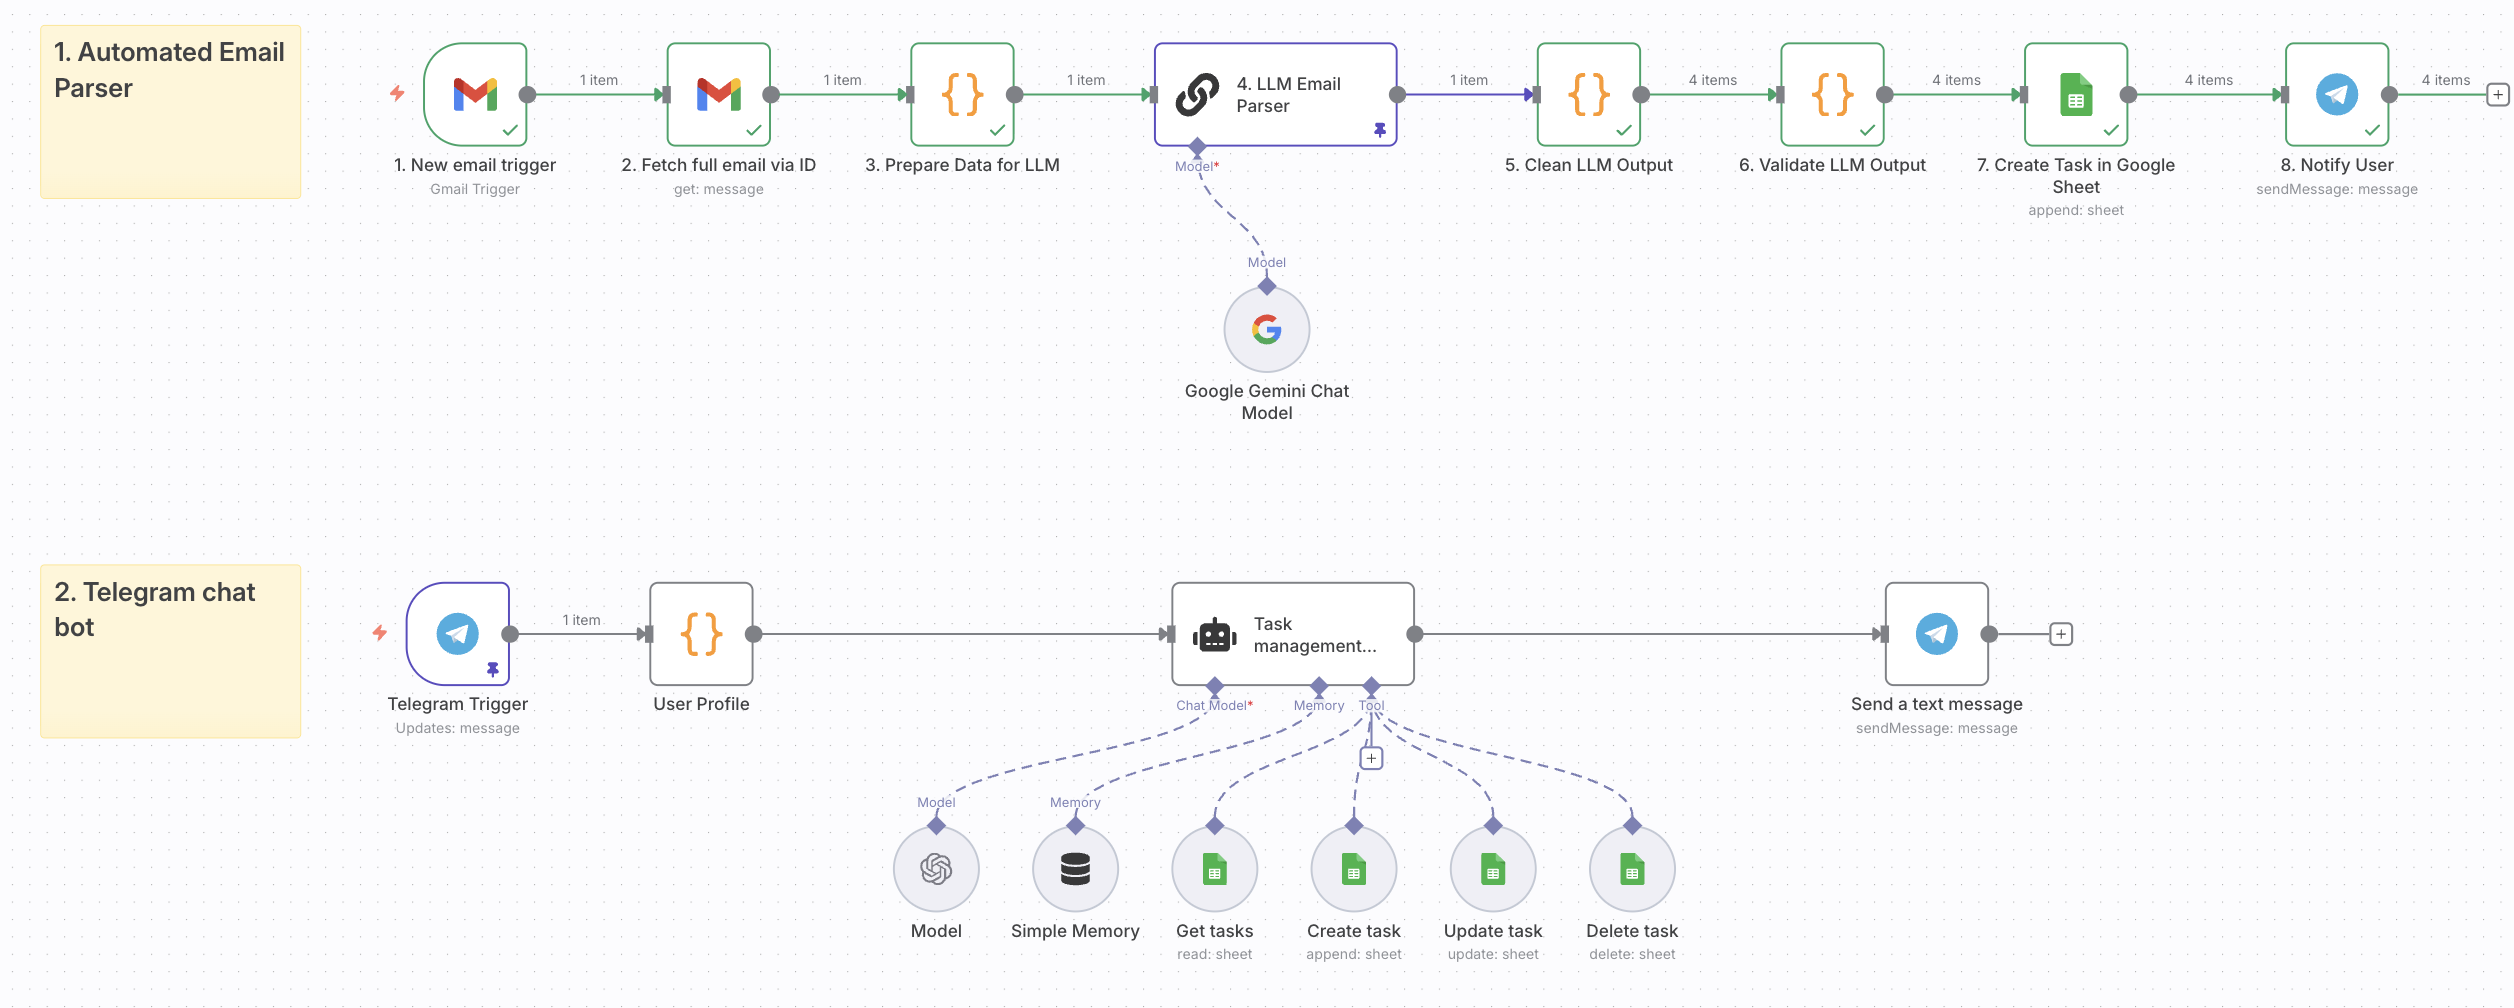 1. Automated Email
Parser
1 item
1 item
1 item
4. LLM Email
Parser
1 item
4 items
4 items
4 items
4 items
1. New email trigger
Gmail Trigger
2. Fetch full email via ID
get: message
3. Prepare Data for LLM
Model*
5. Clean LLM Output
6. Validate LLM Output
7. Create Task in Google
Sheet
append: sheet
8. Notify User
sendMessage: message
Model
Google Gemini Chat
Model
2. Telegram chat
bot
1 item
Task
management...
Telegram Trigger
Updates: message
User Profile
Chat Model*
Memory
Tool
Send a text message
sendMessage: message
Model
Memory
Model
Simple Memory
Get tasks
read: sheet
Create task
append: sheet
Update task
update: sheet
Delete task
delete: sheet